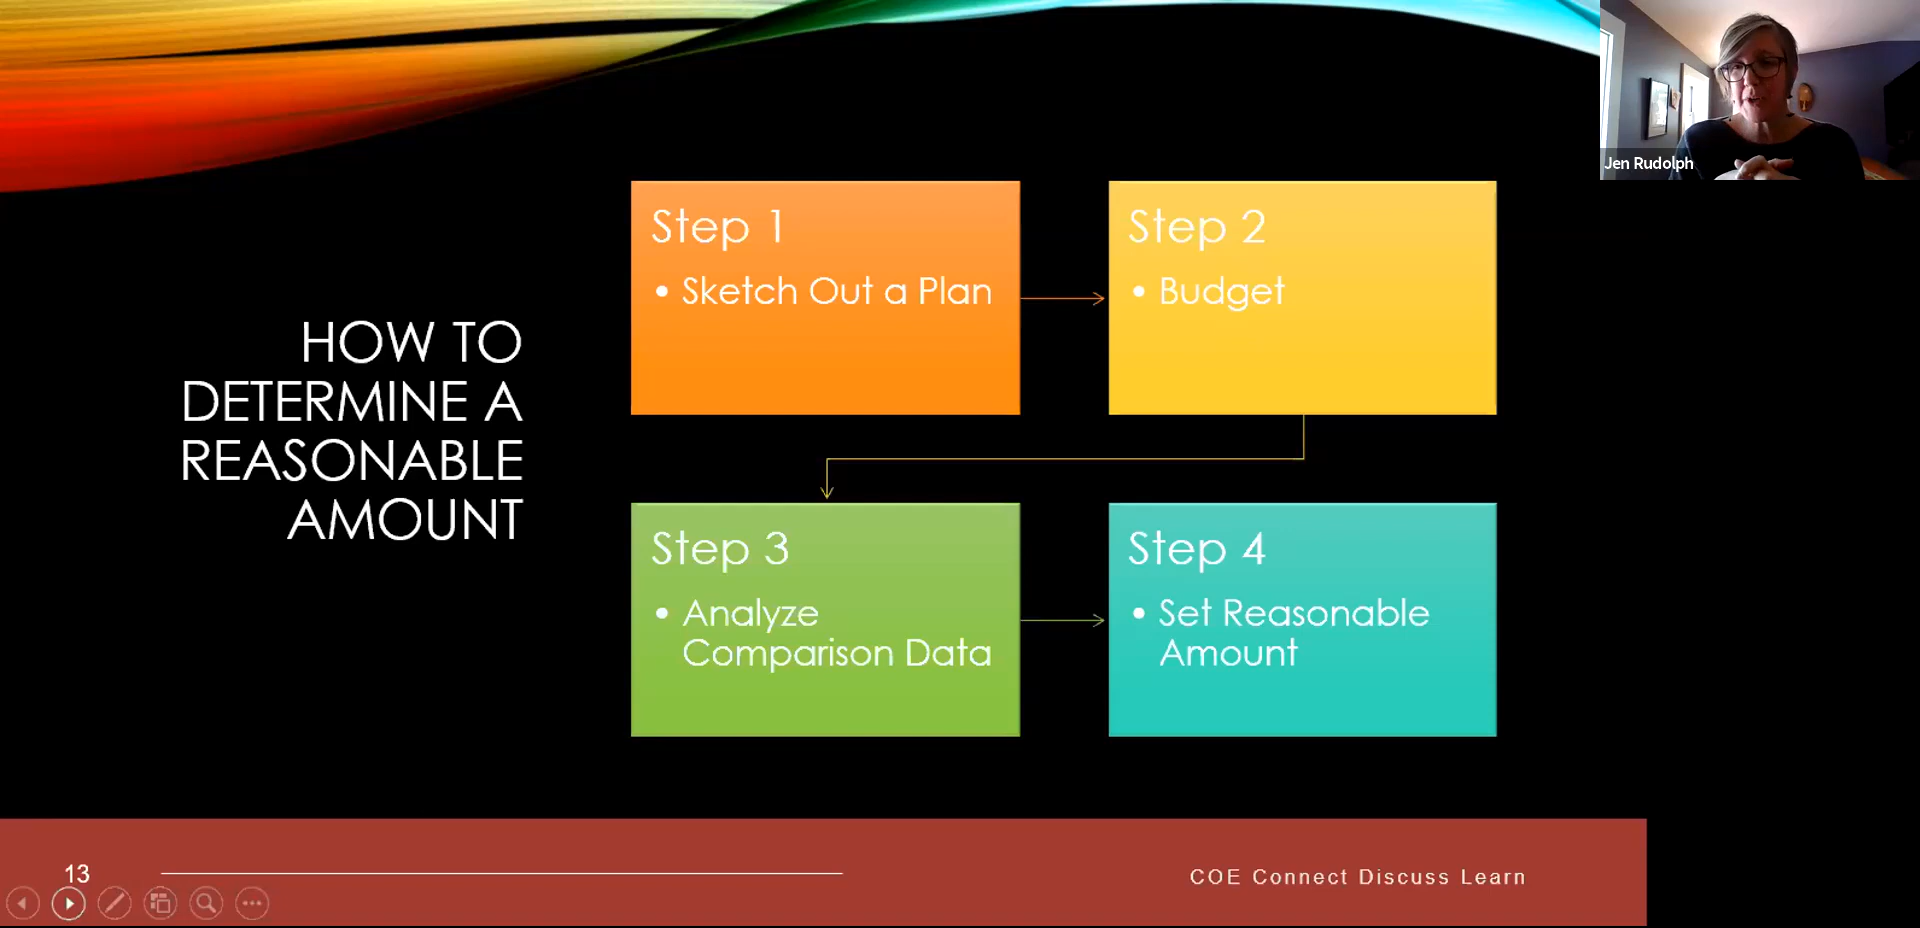 HOW TO
DETERMINE A
REASONABLE
AMOUNT
Step 1
• Sketch Out a Plan
Step 2
• Budget
Step 3
• Analyze
Comparison Data
Step 4
• Set Reasonable
Amount
Jen Rudolph
13
COE Connect Discuss Learn